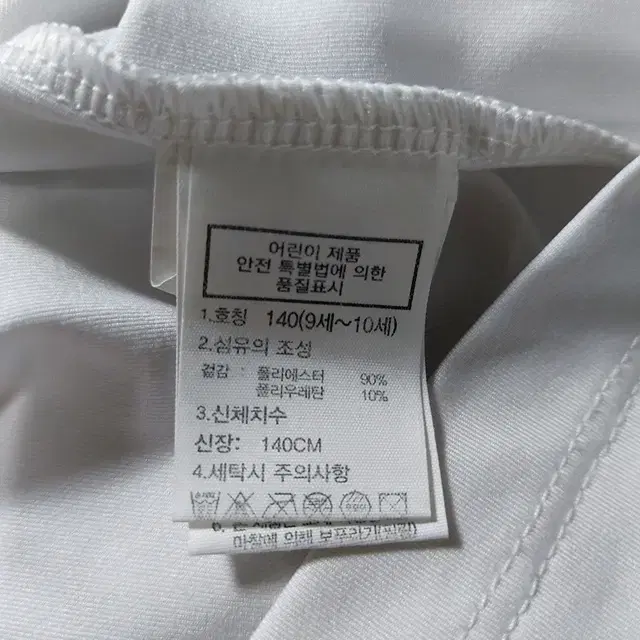 어린이 제품
안전 특별법에 의한
품질표시
1.호칭 140(9세~10세)
2.섬유의 조성
겉감 : 폴리에스터 90%
폴리우레탄 10%
3.신체치수
신장: 140CM
4.세탁시 주의사항
마찰에 의해 보푸라기(필링)